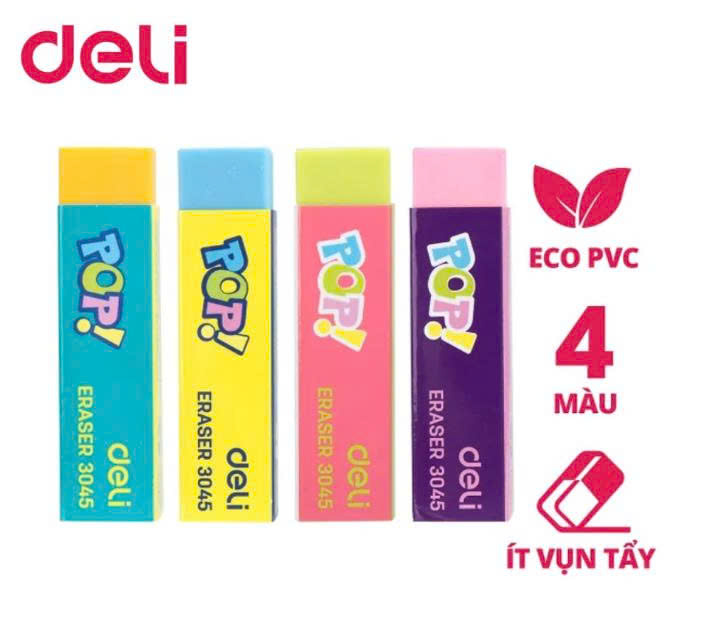 deli
POP!
ERASER 3045
deli
POP!
ERASER 3045
deli
POP!
ERASER 3045
deli
POP!
ERASER 3045
deli
ECO PVC
4
MÀU
ÍT VỤN TẨY